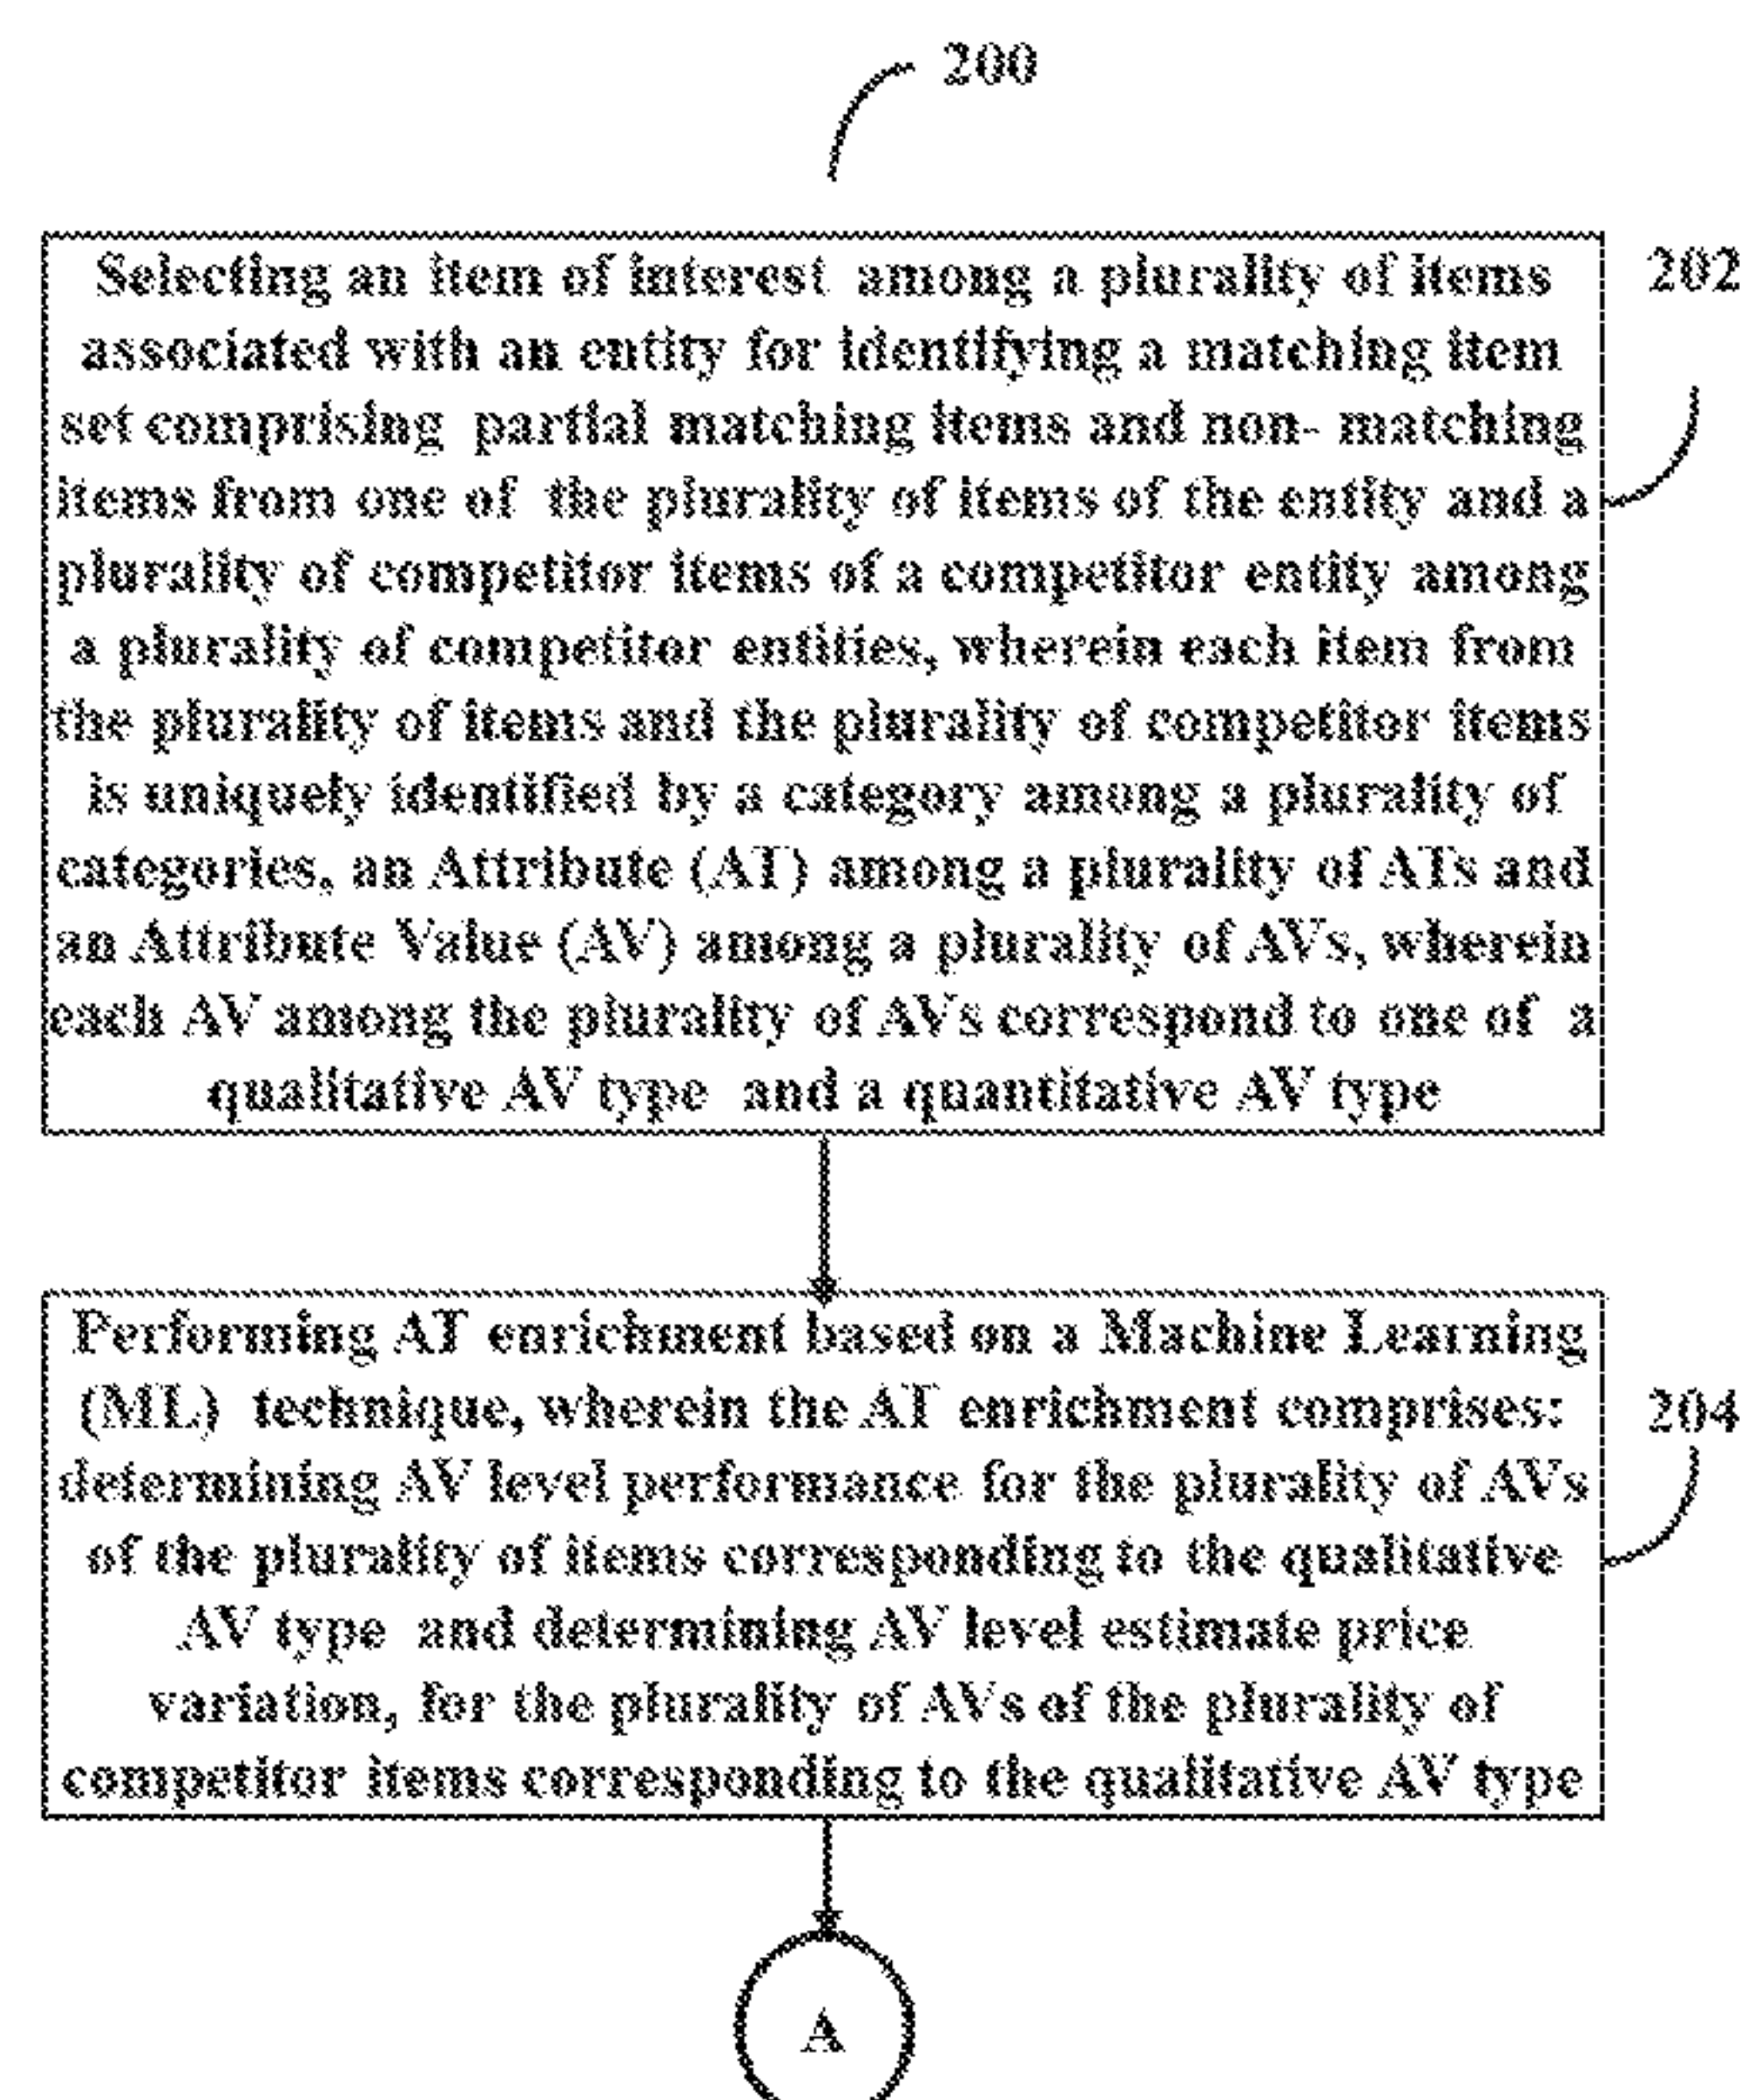 200
Selecting an item of interest among a plurality of items
202
associated with an entity for identifying a matching item
set comprising partial matching items and non- matching
items from one of the plurality of items of the entity and a
plurality of competitor items of a competitor entity among
a plurality of competitor entities, wherein each item from
the plurality of items and the plurality of competitor items
is uniquely identified by a category among a plurality of
categories, an Attribute (AT) among a plurality of ATs and
an Attribute Value (AV) among a plurality of AVs, wherein
each AV among the plurality of AVs correspond to one of a
qualitative AV type and a quantitative AV type
Performing AT enrichment based on a Machine Learning
(ML) technique, wherein the AT enrichment comprises:
204
determining AV level performance for the plurality of AVs
of the plurality of items corresponding to the qualitative
AV type and determining AV level estimate price
variation, for the plurality of AVs of the plurality of
competitor items corresponding to the qualitative AV type
A